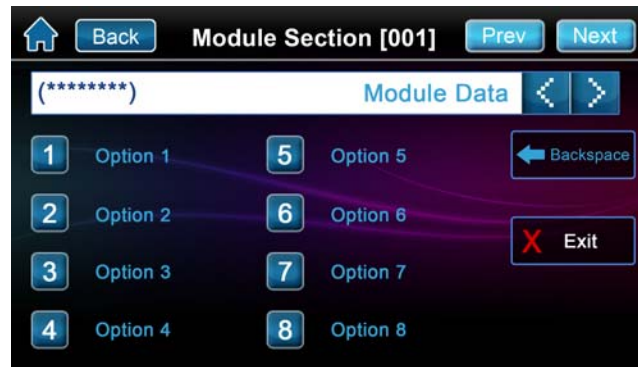 Back Module Section [001] Prev Next
(********) Module Data < >
1 Option 1 5 Option 5 Backspace
2 Option 2 6 Option 6
X Exit
3 Option 3 7 Option 7
4 Option 4 8 Option 8